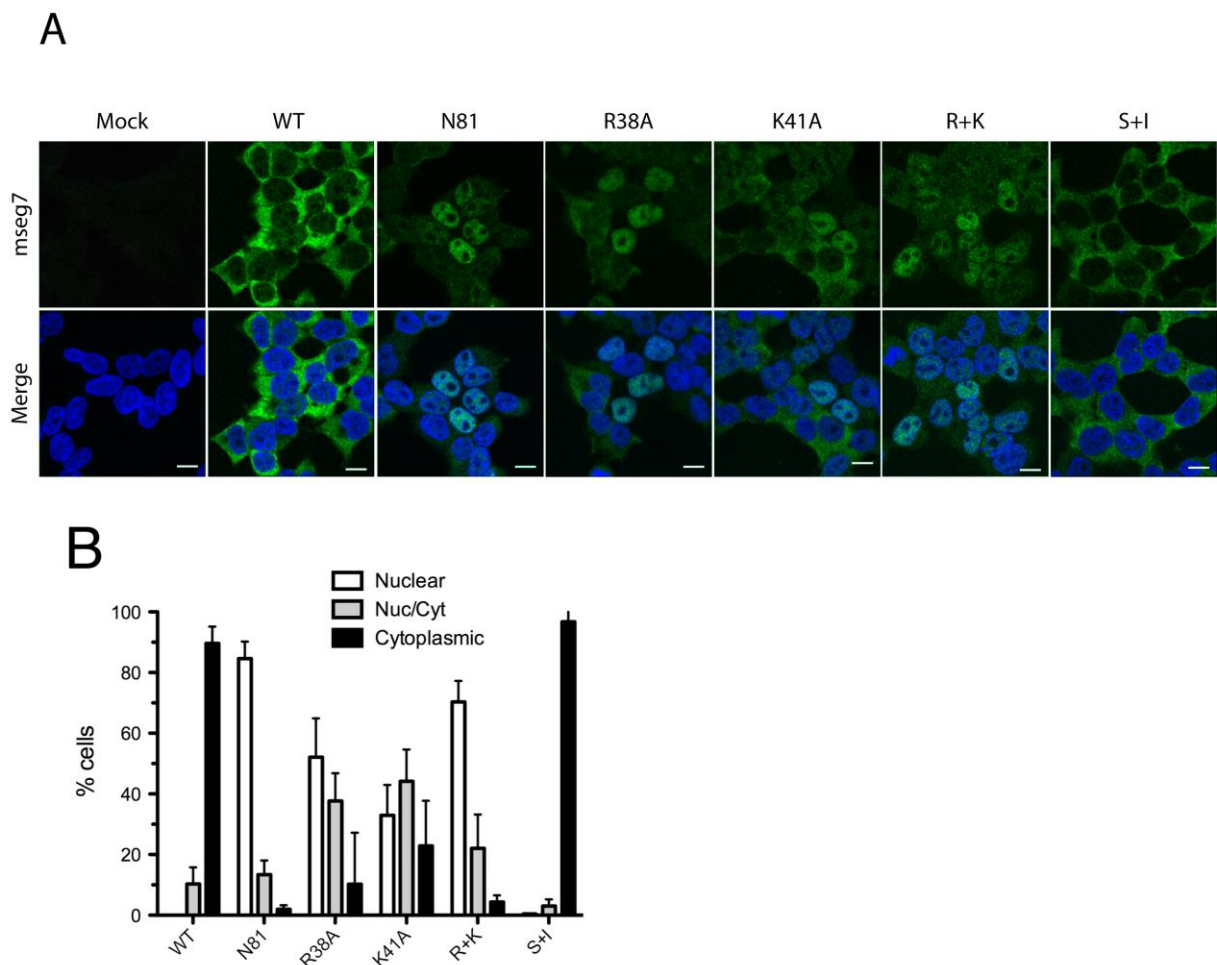 A
Mock WT N81 R38A K41A R+K S+I
mseg7
Merge
B
Nuclear
Nuc/Cyt
Cytoplasmic
100
80
60
40
20
0
% cells
WT N81 R38A K41A R+K S+I